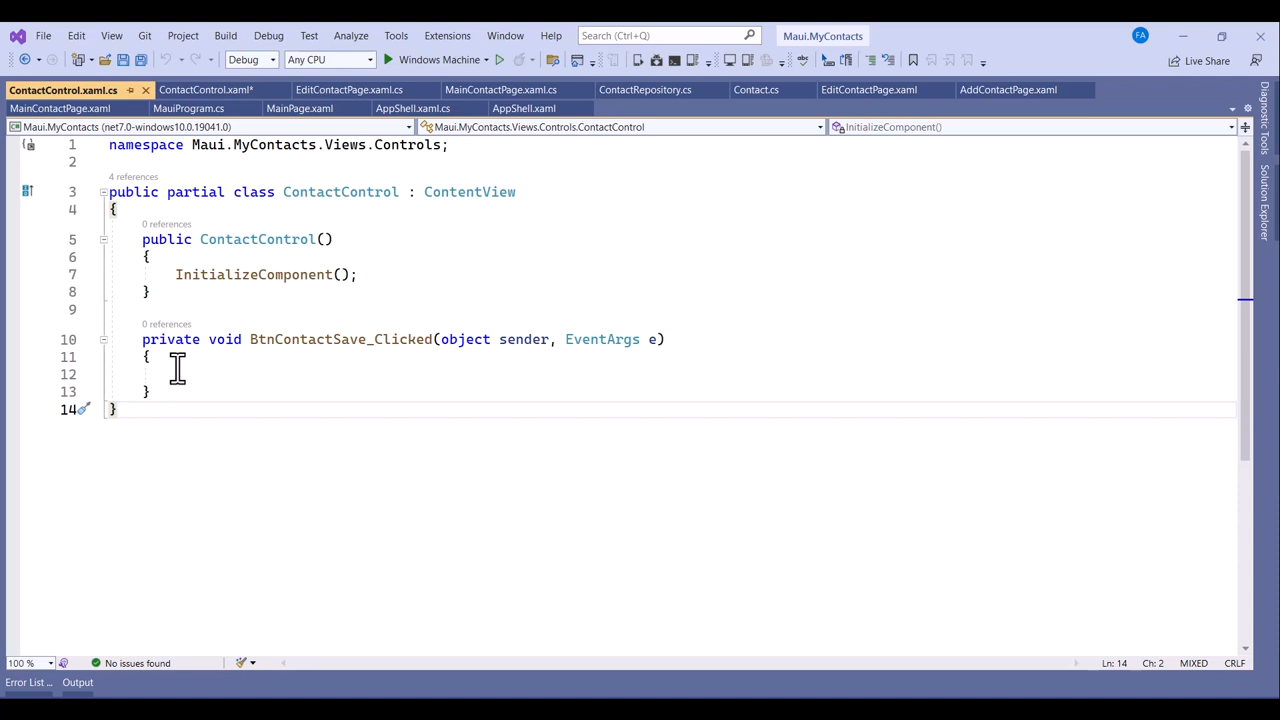 File Edit View Git Project Build Debug Test Analyze Tools Extensions Window Help Search (Ctrl+Q) Maui.MyContacts FA
Debug Any CPU Windows Machine Live Share
ContactControl.xaml.cs ContactControl.xaml* EditContactPage.xaml.cs MainContactPage.xaml.cs ContactRepository.cs Contact.cs EditContactPage.xaml AddContactPage.xaml
MainContactPage.xaml MauiProgram.cs MainPage.xaml AppShell.xaml.cs AppShell.xaml
Maui.MyContacts (net7.0-windows10.0.19041.0) Maui.MyContacts.Views.Controls.ContactControl InitializeComponent()
1 namespace Maui.MyContacts.Views.Controls;
2
4 references
3 public partial class ContactControl : ContentView
4 {
0 references
5 public ContactControl()
6 {
7 InitializeComponent();
8 }
9
0 references
10 private void BtnContactSave_Clicked(object sender, EventArgs e)
11 {
12
13 }
14 }
100 % No issues found Ln: 14 Ch: 2 MIXED CRLF
Error List ... Output
Diagnostic Tools
Solution Explorer